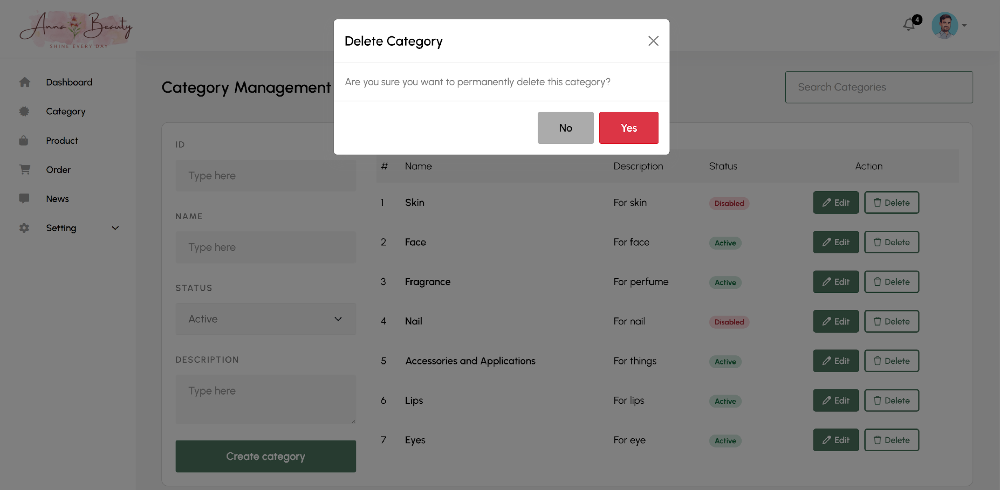 Anna Beauty
SHINE EVERY DAY
4
Delete Category
Are you sure you want to permanently delete this category?
No
Yes
Dashboard
Category
Product
Order
News
Setting
Category Management
Search Categories
ID
Type here
NAME
Type here
STATUS
Active
DESCRIPTION
Type here
Create category
# Name Description Status Action
1 Skin For skin Disabled Edit Delete
2 Face For face Active Edit Delete
3 Fragrance For perfume Active Edit Delete
4 Nail For nail Disabled Edit Delete
5 Accessories and Applications For things Active Edit Delete
6 Lips For lips Active Edit Delete
7 Eyes For eye Active Edit Delete